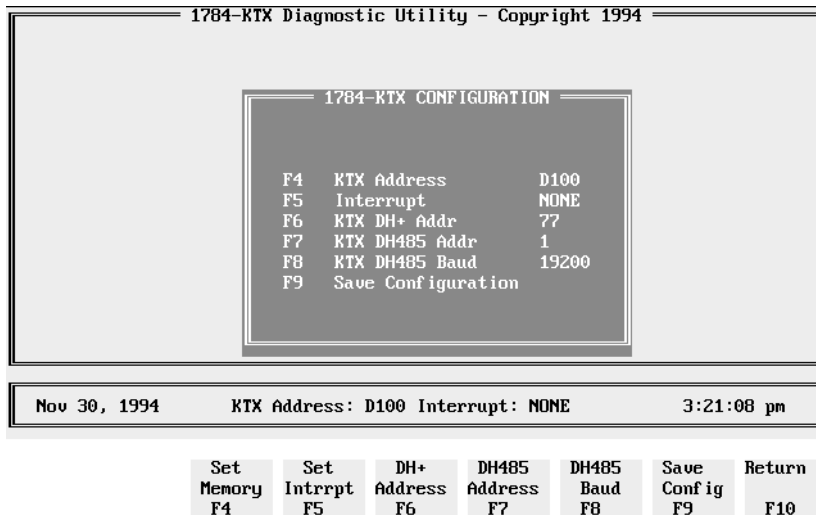 1784-KTX Diagnostic Utility - Copyright 1994
1784-KTX CONFIGURATION
F4 KTX Address D100
F5 Interrupt NONE
F6 KTX DH+ Addr 77
F7 KTX DH485 Addr 1
F8 KTX DH485 Baud 19200
F9 Save Configuration
Nov 30, 1994 KTX Address: D100 Interrupt: NONE 3:21:08 pm
Set Set DH+ DH485 DH485 Save Return
Memory Intrrpt Address Address Baud Config
F4 F5 F6 F7 F8 F9 F10